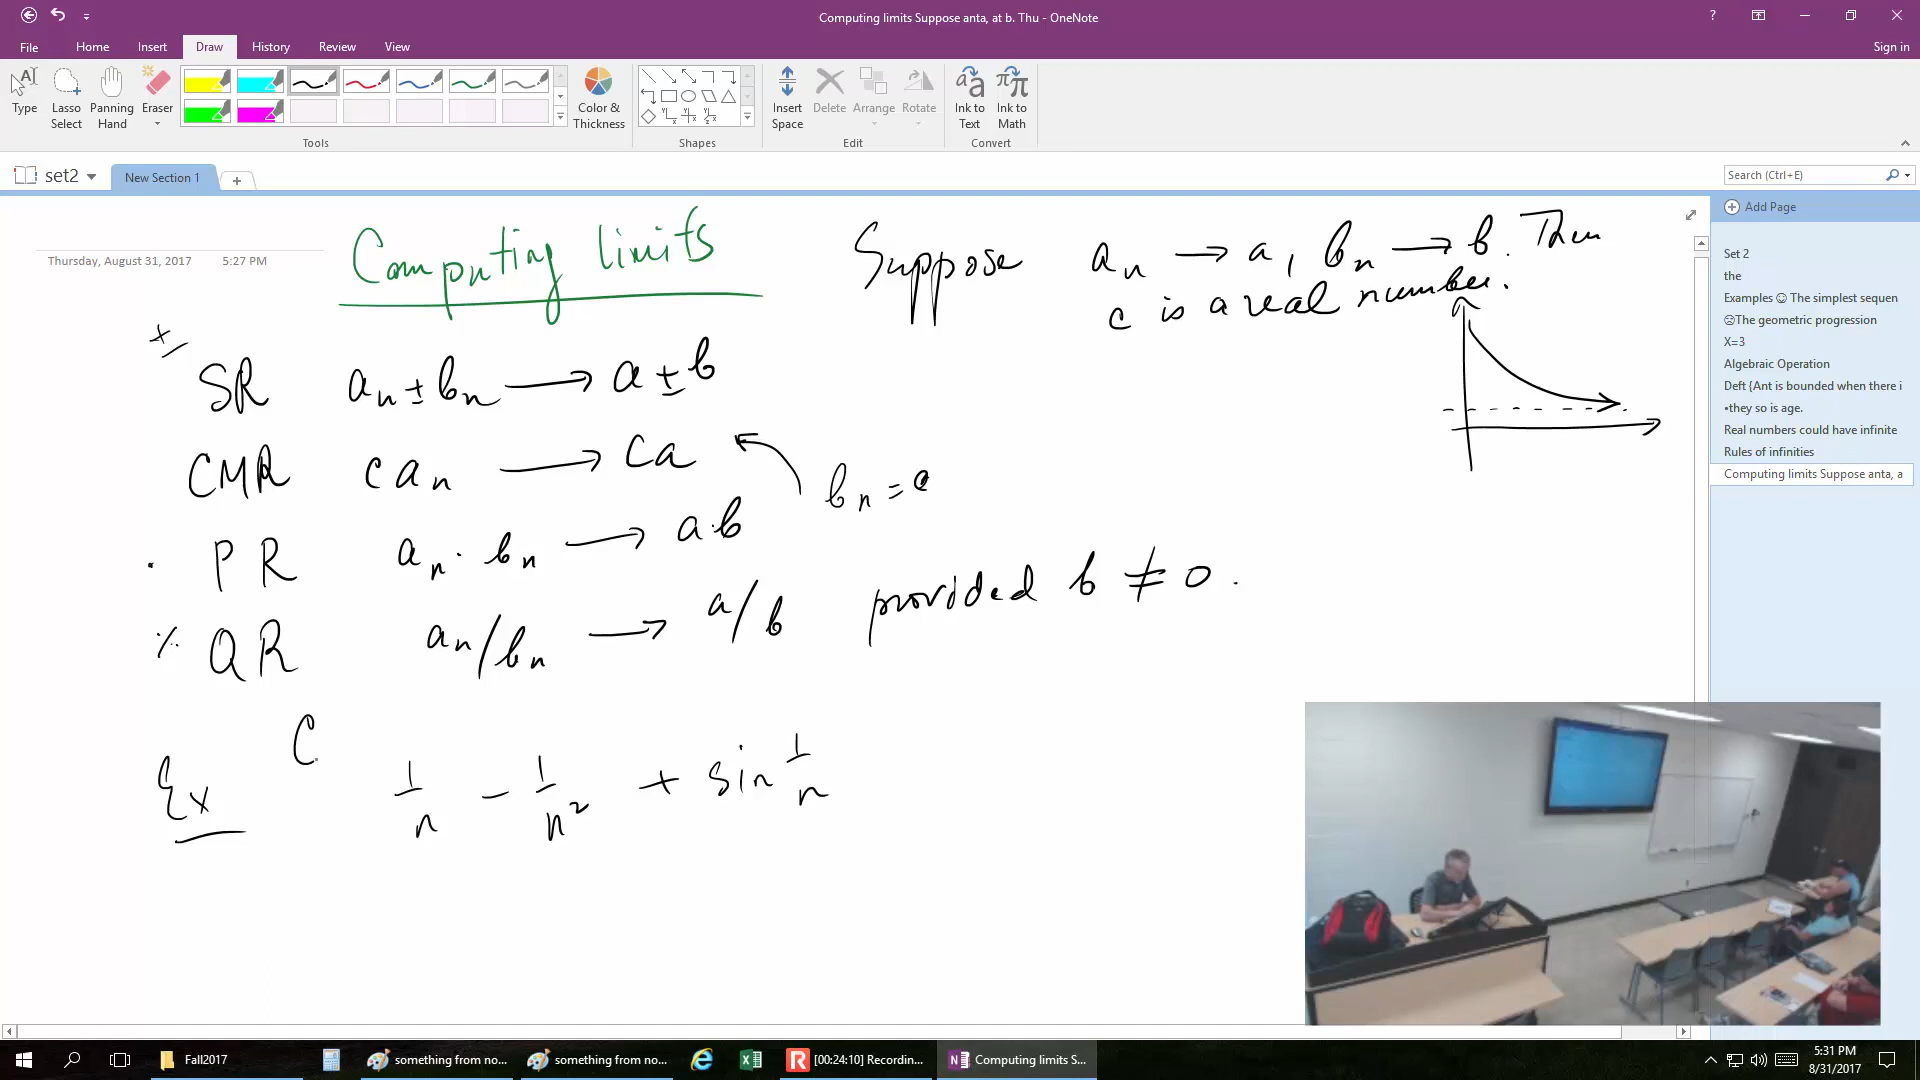 Computing limits Suppose anta, at b. Thu - OneNote
File Home Insert Draw History Review View
Sign in
Type
Lasso Select
Panning Hand
Eraser
Color & Thickness
Insert Space
Delete
Arrange
Rotate
Ink to Text
Ink to Math
Tools Shapes Edit Convert
set2 New Section 1
Search (Ctrl+E)
Add Page
Set 2
the
Examples ☺ The simplest sequen
☹The geometric progression
X=3
Algebraic Operation
Deft {Ant is bounded when there i
•they so is age.
Real numbers could have infinite
Rules of infinities
Computing limits Suppose anta, a
Thursday, August 31, 2017 5:27 PM
Computing limits
Suppose aₙ → a, bₙ → b. Then
c is a real number.
± SR aₙ ± bₙ → a ± b
CMR c aₙ → ca
bₙ = c
· PR aₙ · bₙ → a·b
QR aₙ/bₙ → a/b provided b ≠ 0.
C
Ex 1/n − 1/n² + sin 1/n
Fall2017
something from no...
something from no...
[00:24:10] Recordin...
Computing limits S...
5:31 PM
8/31/2017